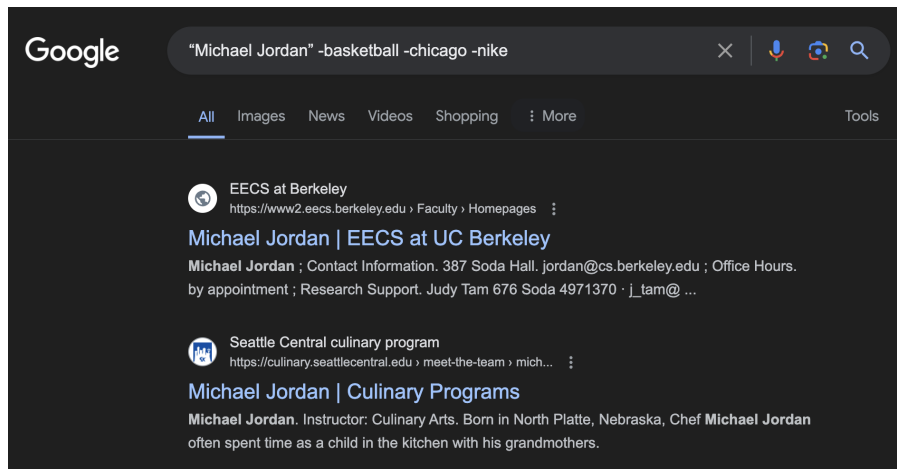 Google
“Michael Jordan” -basketball -chicago -nike
All Images News Videos Shopping More Tools
EECS at Berkeley
https://www2.eecs.berkeley.edu › Faculty › Homepages
Michael Jordan | EECS at UC Berkeley
Michael Jordan ; Contact Information. 387 Soda Hall. jordan@cs.berkeley.edu ; Office Hours.
by appointment ; Research Support. Judy Tam 676 Soda 4971370 · j_tam@ ...
Seattle Central culinary program
https://culinary.seattlecentral.edu › meet-the-team › mich...
Michael Jordan | Culinary Programs
Michael Jordan. Instructor: Culinary Arts. Born in North Platte, Nebraska, Chef Michael Jordan
often spent time as a child in the kitchen with his grandmothers.